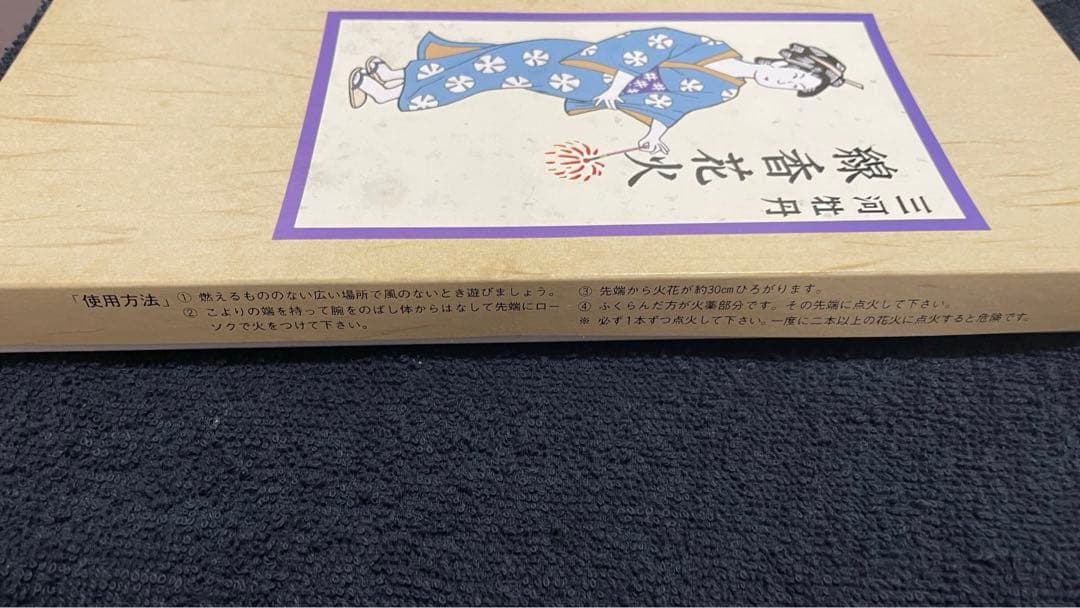 線香花火
三河牡丹
「使用方法」① 燃えるもののない広い場所で風のないとき遊びましょう。
② こよりの端を持って腕をのばし体からはなして先端にロー
ソクで火をつけて下さい。
③ 先端から火花が約30cmひろがります。
④ ふくらんだ方が火薬部分です。その先端に点火して下さい。
※ 必ず1本ずつ点火して下さい。一度に二本以上の花火に点火すると危険です。